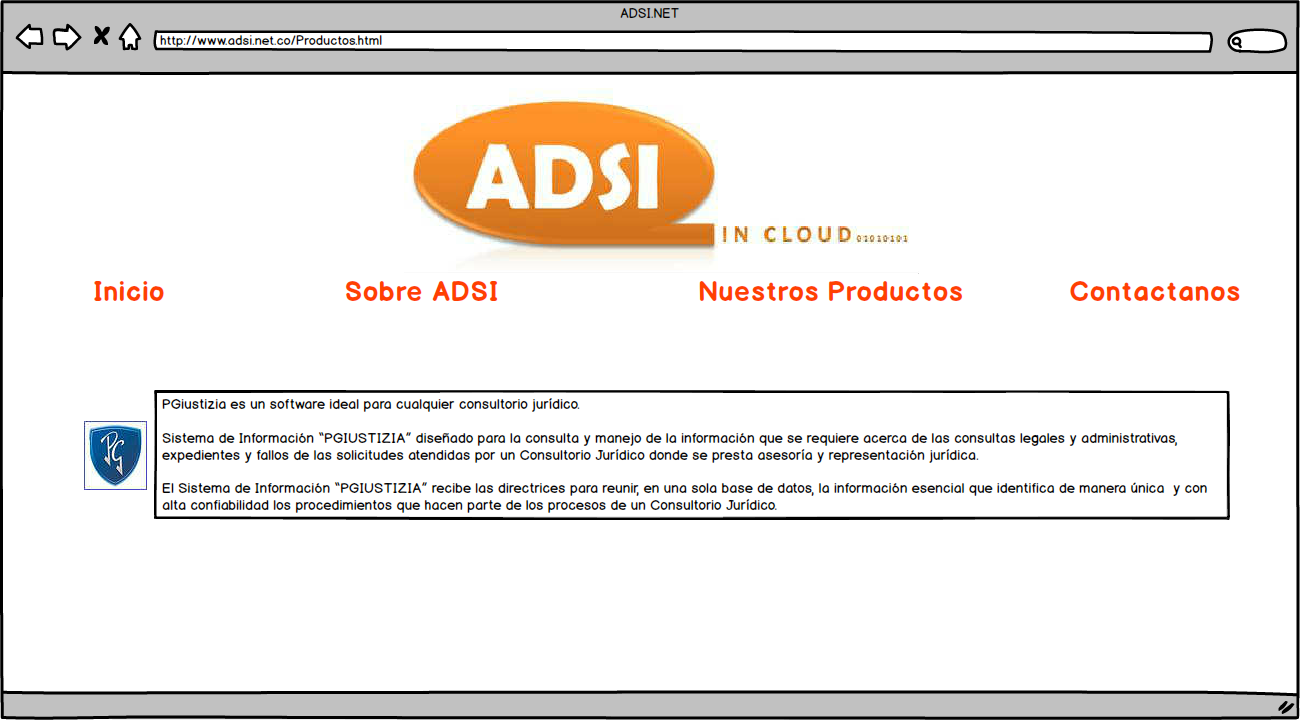 ADSI.NET
http://www.adsi.net.co/Productos.html
ADSI
IN CLOUD 01010101
Inicio Sobre ADSI Nuestros Productos Contactanos
PGiustizia es un software ideal para cualquier consultorio jurídico.
PG
Sistema de Información “PGIUSTIZIA” diseñado para la consulta y manejo de la información que se requiere acerca de las consultas legales y administrativas,
expedientes y fallos de las solicitudes atendidas por un Consultorio Jurídico donde se presta asesoría y representación jurídica.
El Sistema de Información “PGIUSTIZIA” recibe las directrices para reunir, en una sola base de datos, la información esencial que identifica de manera única  y con
alta confiabilidad los procedimientos que hacen parte de los procesos de un Consultorio Jurídico.